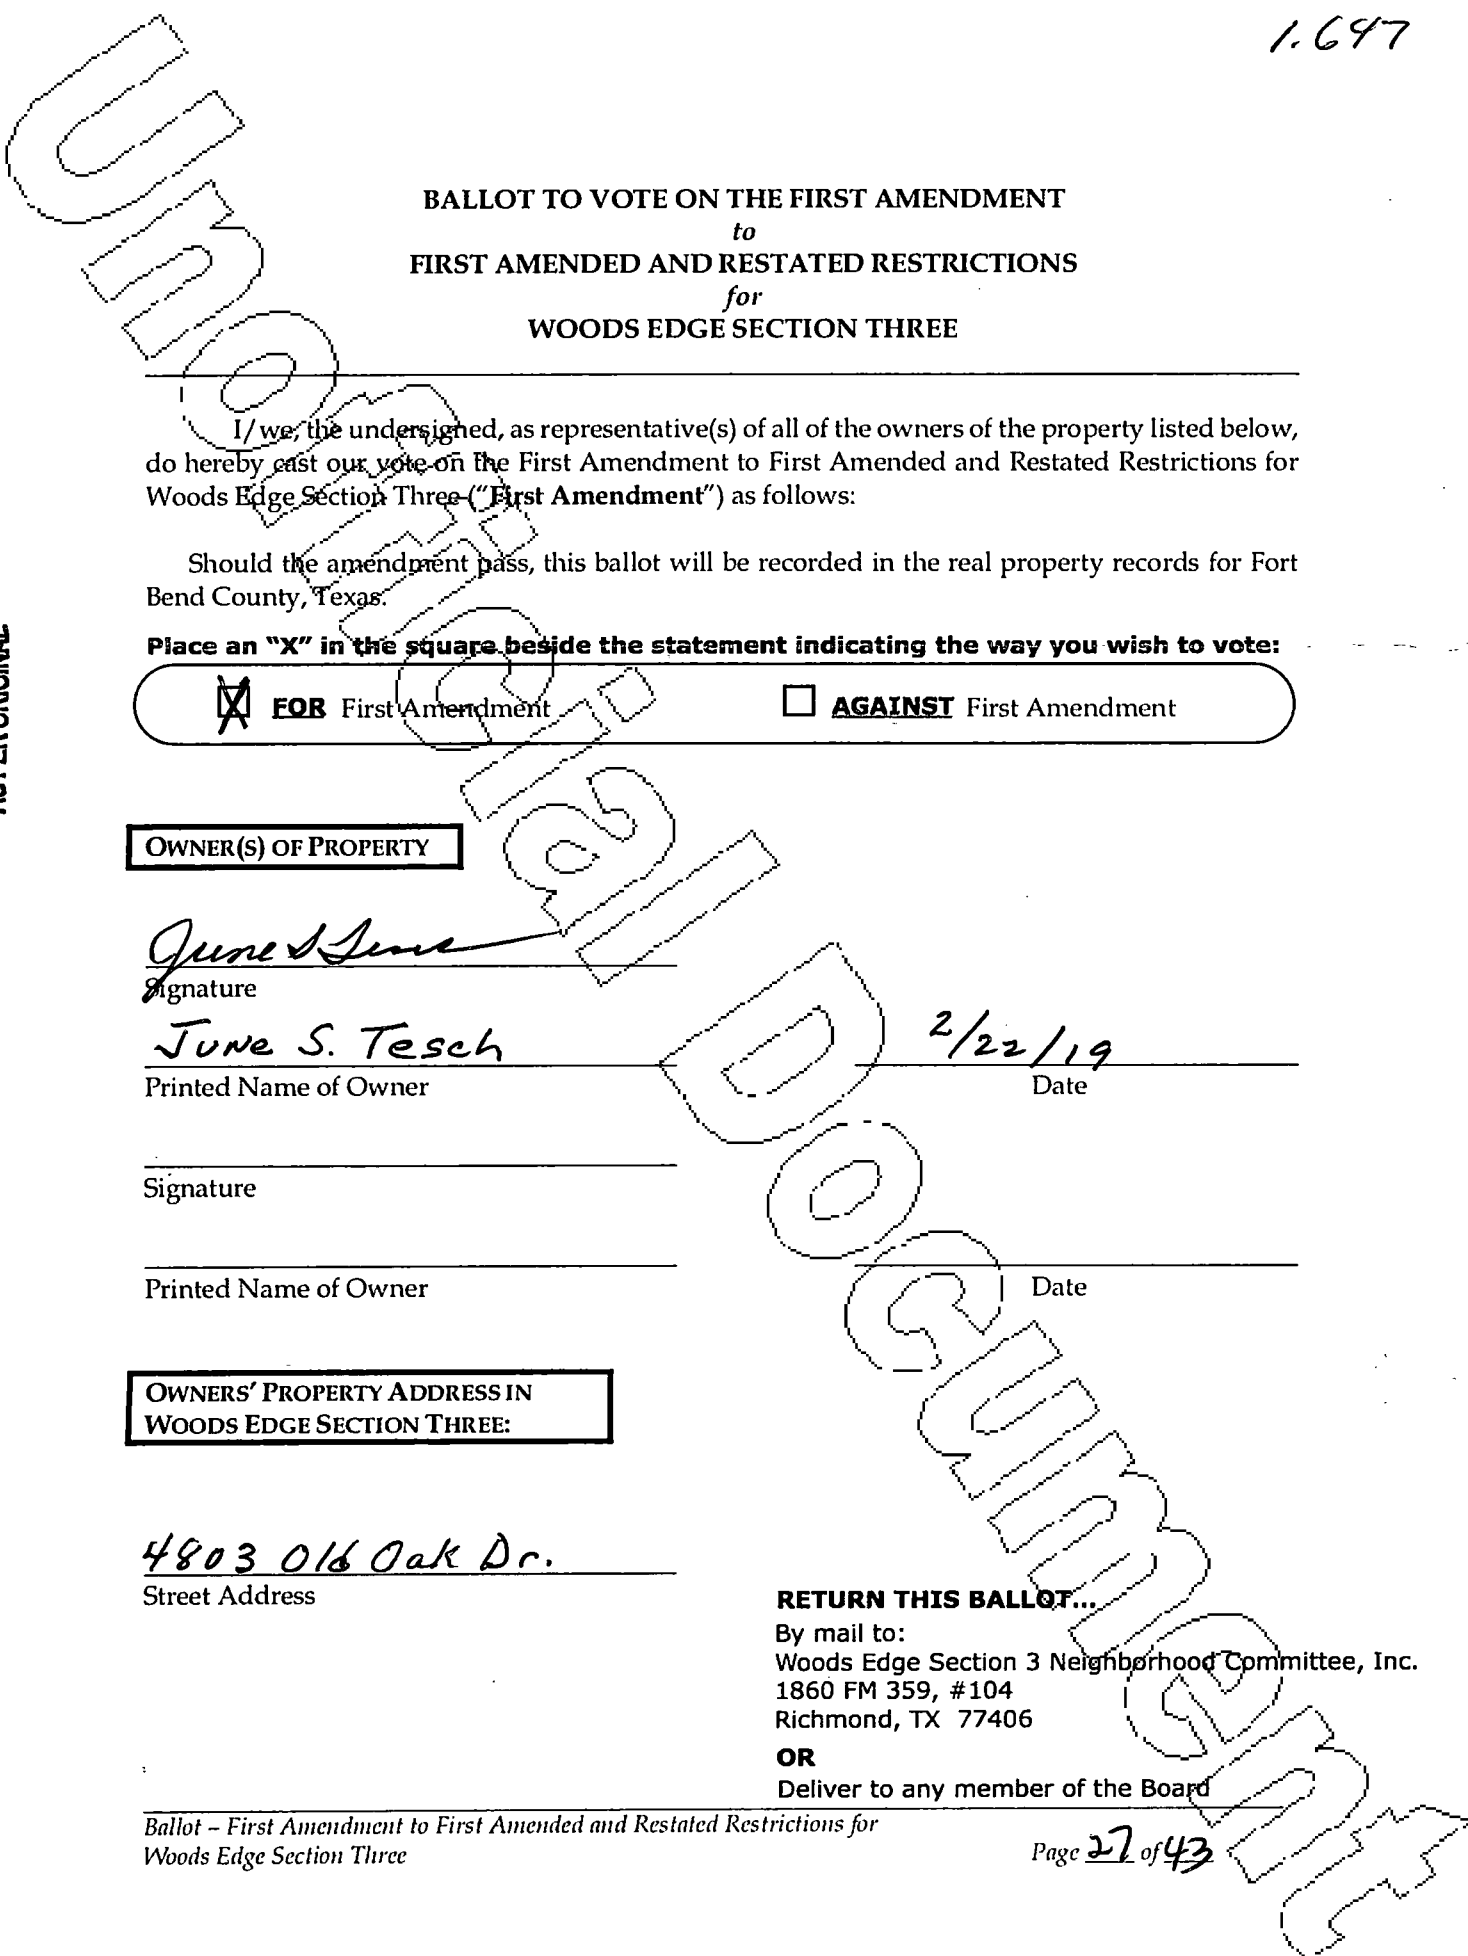 1.647
BALLOT TO VOTE ON THE FIRST AMENDMENT
to
FIRST AMENDED AND RESTATED RESTRICTIONS
for
WOODS EDGE SECTION THREE
I/we, the undersigned, as representative(s) of all of the owners of the property listed below,
do hereby cast our vote on the First Amendment to First Amended and Restated Restrictions for
Woods Edge Section Three ("First Amendment") as follows:
Should the amendment pass, this ballot will be recorded in the real property records for Fort
Bend County, Texas.
Place an "X" in the square beside the statement indicating the way you wish to vote:
X FOR First Amendment AGAINST First Amendment
OWNER(S) OF PROPERTY
June S
Signature
June S. Tesch 2/22/19
Printed Name of Owner Date
Signature
Printed Name of Owner Date
OWNERS' PROPERTY ADDRESS IN
WOODS EDGE SECTION THREE:
4803 Old Oak Dr.
Street Address
RETURN THIS BALLOT...
By mail to:
Woods Edge Section 3 Neighborhood Committee, Inc.
1860 FM 359, #104
Richmond, TX 77406
OR
Deliver to any member of the Board
Ballot – First Amendment to First Amended and Restated Restrictions for
Woods Edge Section Three Page 27 of 43
Unofficial Document